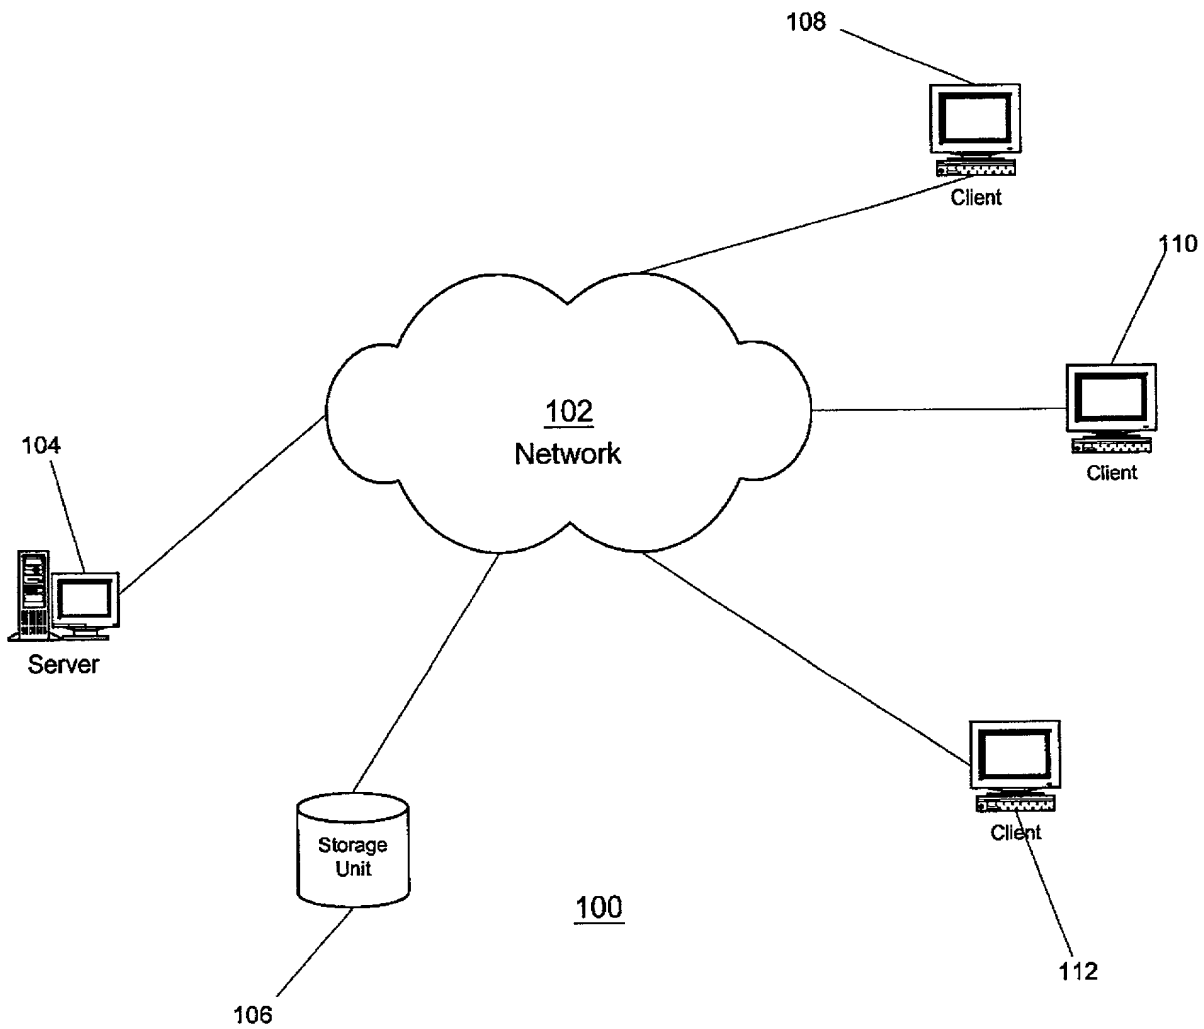 108
Client
110
102
Network
Client
104
Server
Storage
Unit
Client
100
112
106